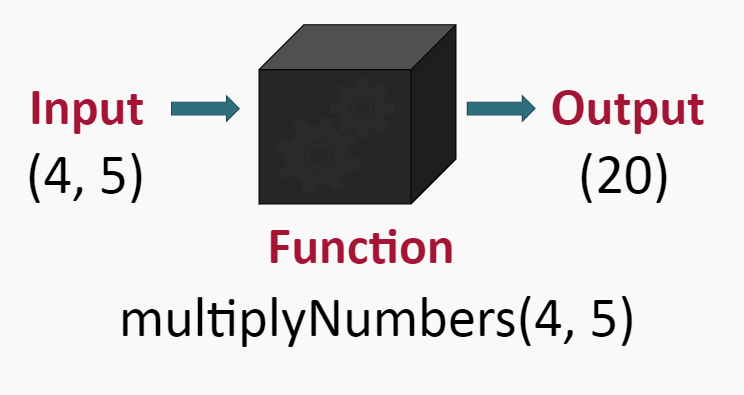 Input
(4, 5)
Output
(20)
Function
multiplyNumbers(4, 5)